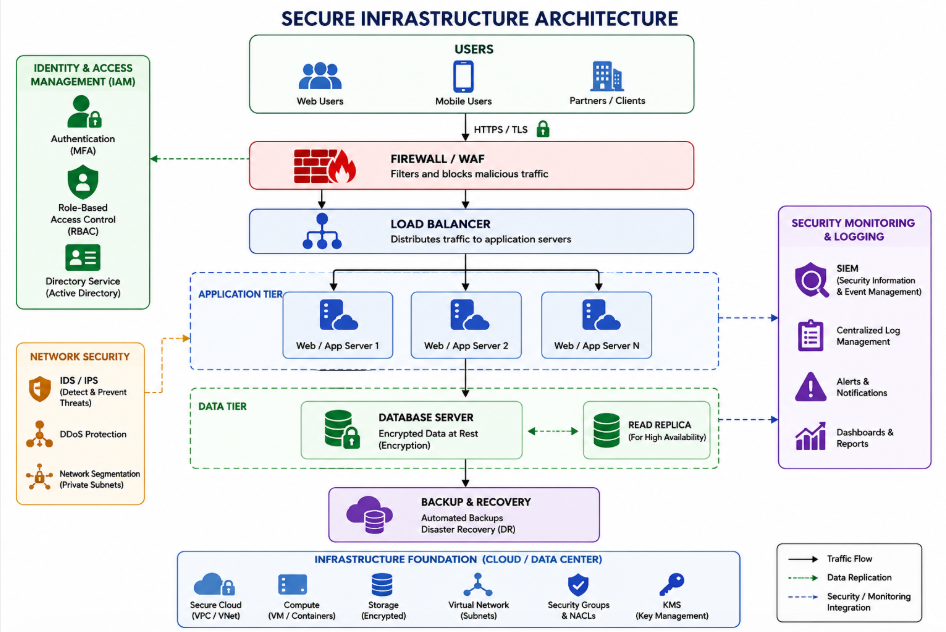 SECURE INFRASTRUCTURE ARCHITECTURE
USERS
Web Users
Mobile Users
Partners / Clients
HTTPS / TLS
IDENTITY & ACCESS
MANAGEMENT (IAM)
Authentication
(MFA)
Role-Based
Access Control
(RBAC)
Directory Service
(Active Directory)
FIREWALL / WAF
Filters and blocks malicious traffic
LOAD BALANCER
Distributes traffic to application servers
APPLICATION TIER
Web / App Server 1
Web / App Server 2
Web / App Server N
SECURITY MONITORING
& LOGGING
SIEM
(Security Information
& Event Management)
Centralized Log
Management
Alerts &
Notifications
Dashboards &
Reports
NETWORK SECURITY
IDS / IPS
(Detect & Prevent
Threats)
DDoS Protection
Network Segmentation
(Private Subnets)
DATA TIER
DATABASE SERVER
Encrypted Data at Rest
(Encryption)
READ REPLICA
(For High Availability)
BACKUP & RECOVERY
Automated Backups
Disaster Recovery (DR)
INFRASTRUCTURE FOUNDATION (CLOUD / DATA CENTER)
Secure Cloud
(VPC / VNet)
Compute
(VM / Containers)
Storage
(Encrypted)
Virtual Network
(Subnets)
Security Groups
& NACLs
KMS
(Key Management)
Traffic Flow
Data Replication
Security / Monitoring
Integration